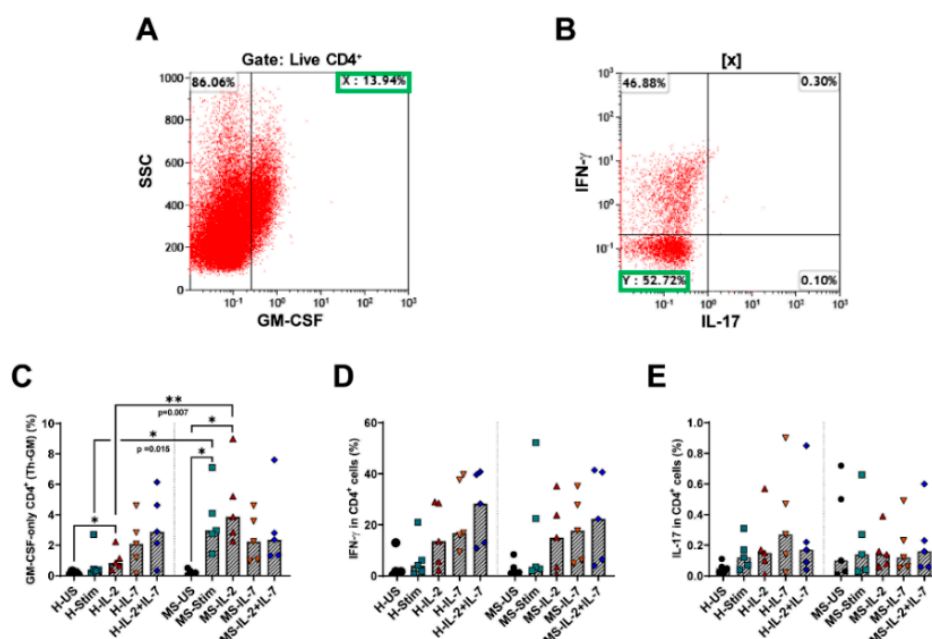 A
Gate: Live CD4⁺
86.06%
X : 13.94%
SSC
1000
800
600
400
200
0
10⁻¹
10⁰
10¹
10²
10³
GM-CSF
B
[x]
46.88%
0.30%
IFN-γ
10³
10²
10¹
10⁰
10⁻¹
Y : 52.72%
0.10%
10⁻¹
10⁰
10¹
10²
10³
IL-17
C
GM-CSF-only CD4⁺ (Th-GM) (%)
10
8
6
4
2
0
**
p=0.007
*
p =0.015
*
*
*
H-US
H-Stim
H-IL-2
H-IL-7
H-IL-2+IL-7
MS-US
MS-Stim
MS-IL-2
MS-IL-7
MS-IL-2+IL-7
D
IFN-γ in CD4⁺ cells (%)
60
40
20
0
H-US
H-Stim
H-IL-2
H-IL-7
H-IL-2+IL-7
MS-US
MS-Stim
MS-IL-2
MS-IL-7
MS-IL-2+IL-7
E
IL-17 in CD4⁺ cells (%)
1.0
0.8
0.6
0.4
0.2
0.0
H-US
H-Stim
H-IL-2
H-IL-7
H-IL-2+IL-7
MS-US
MS-Stim
MS-IL-2
MS-IL-7
MS-IL-2+IL-7